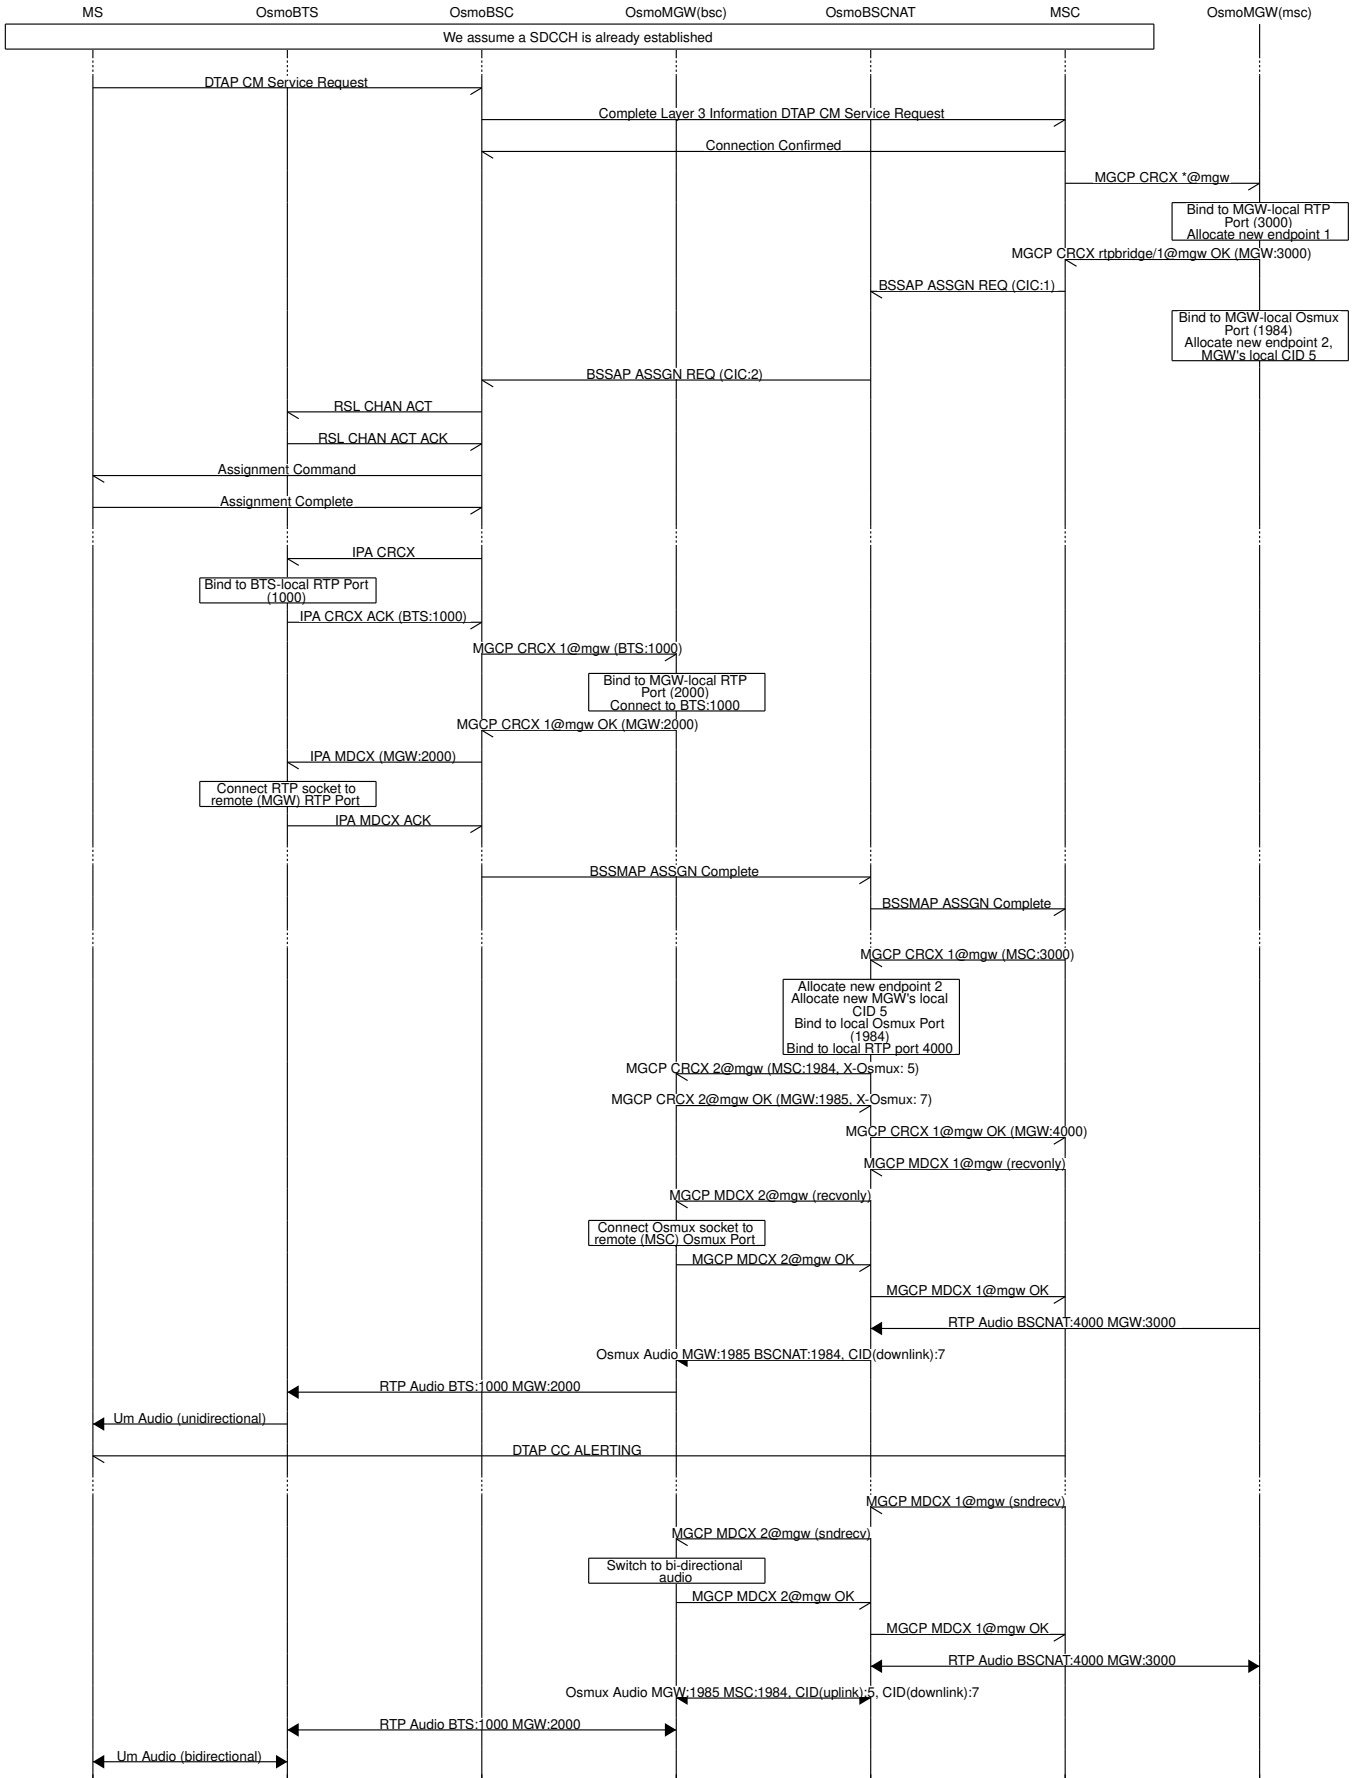 MS OsmoBTS OsmoBSC OsmoMGW(bsc) OsmoBSCNAT MSC OsmoMGW(msc)
We assume a SDCCH is already established
DTAP CM Service Request
Complete Layer 3 Information DTAP CM Service Request
Connection Confirmed
MGCP CRCX *@mgw
Bind to MGW-local RTP
Port (3000)
Allocate new endpoint 1
MGCP CRCX rtpbridge/1@mgw OK (MGW:3000)
BSSAP ASSGN REQ (CIC:1)
Bind to MGW-local Osmux
Port (1984)
Allocate new endpoint 2,
MGW's local CID 5
BSSAP ASSGN REQ (CIC:2)
RSL CHAN ACT
RSL CHAN ACT ACK
Assignment Command
Assignment Complete
IPA CRCX
Bind to BTS-local RTP Port
(1000)
IPA CRCX ACK (BTS:1000)
MGCP CRCX 1@mgw (BTS:1000)
Bind to MGW-local RTP
Port (2000)
Connect to BTS:1000
MGCP CRCX 1@mgw OK (MGW:2000)
IPA MDCX (MGW:2000)
Connect RTP socket to
remote (MGW) RTP Port
IPA MDCX ACK
BSSMAP ASSGN Complete
BSSMAP ASSGN Complete
MGCP CRCX 1@mgw (MSC:3000)
Allocate new endpoint 2
Allocate new MGW's local
CID 5
Bind to local Osmux Port
(1984)
Bind to local RTP port 4000
MGCP CRCX 2@mgw (MSC:1984, X-Osmux: 5)
MGCP CRCX 2@mgw OK (MGW:1985, X-Osmux: 7)
MGCP CRCX 1@mgw OK (MGW:4000)
MGCP MDCX 1@mgw (recvonly)
MGCP MDCX 2@mgw (recvonly)
Connect Osmux socket to
remote (MSC) Osmux Port
MGCP MDCX 2@mgw OK
MGCP MDCX 1@mgw OK
RTP Audio BSCNAT:4000 MGW:3000
Osmux Audio MGW:1985 BSCNAT:1984, CID(downlink):7
RTP Audio BTS:1000 MGW:2000
Um Audio (unidirectional)
DTAP CC ALERTING
MGCP MDCX 1@mgw (sndrecv)
MGCP MDCX 2@mgw (sndrecv)
Switch to bi-directional
audio
MGCP MDCX 2@mgw OK
MGCP MDCX 1@mgw OK
RTP Audio BSCNAT:4000 MGW:3000
Osmux Audio MGW:1985 MSC:1984, CID(uplink):5, CID(downlink):7
RTP Audio BTS:1000 MGW:2000
Um Audio (bidirectional)